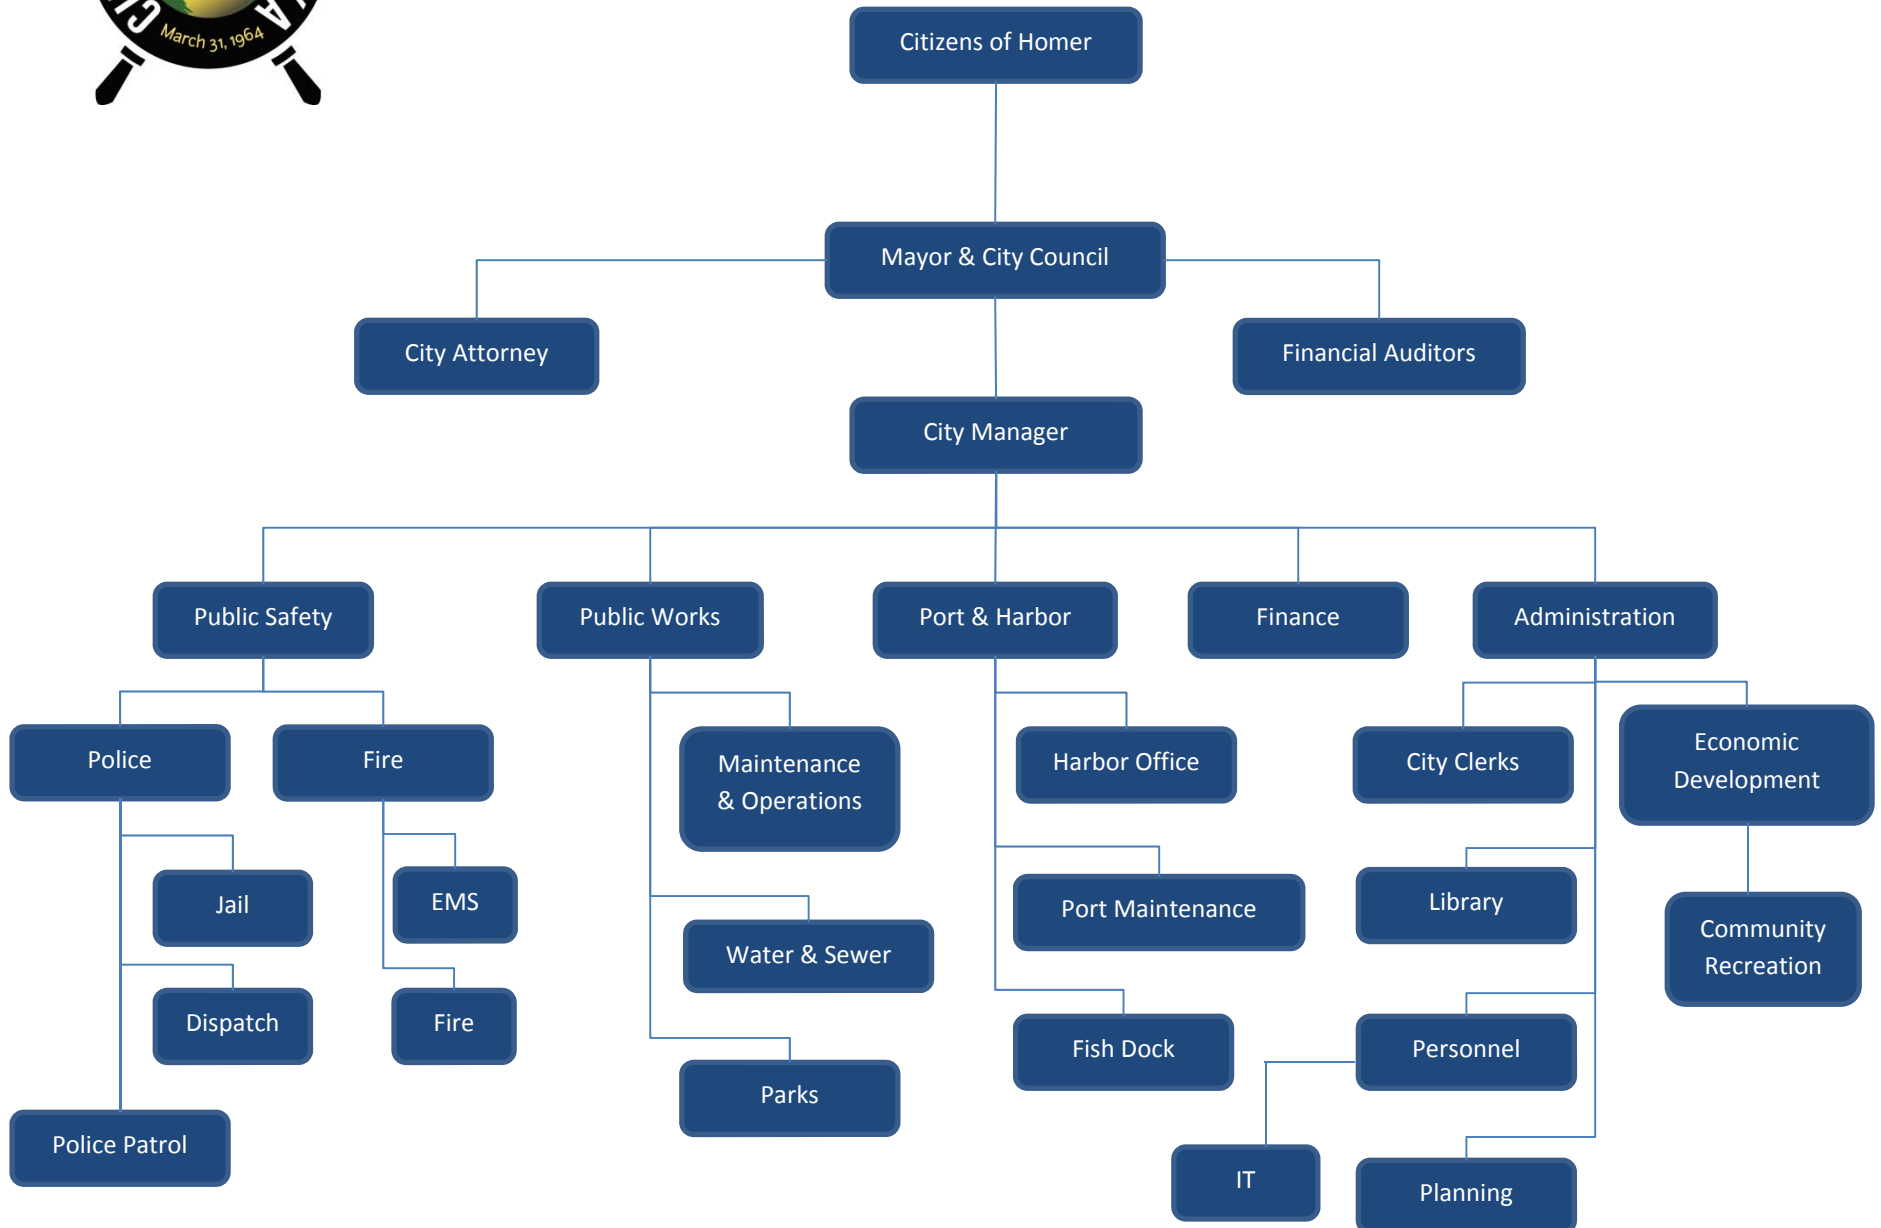 March 31, 1964
Citizens of Homer
Mayor & City Council
City Attorney
Financial Auditors
City Manager
Public Safety
Public Works
Port & Harbor
Finance
Administration
Police
Fire
Maintenance
& Operations
Harbor Office
City Clerks
Economic
Development
Jail
EMS
Water & Sewer
Port Maintenance
Library
Community
Recreation
Dispatch
Fire
Parks
Fish Dock
Personnel
Police Patrol
IT
Planning